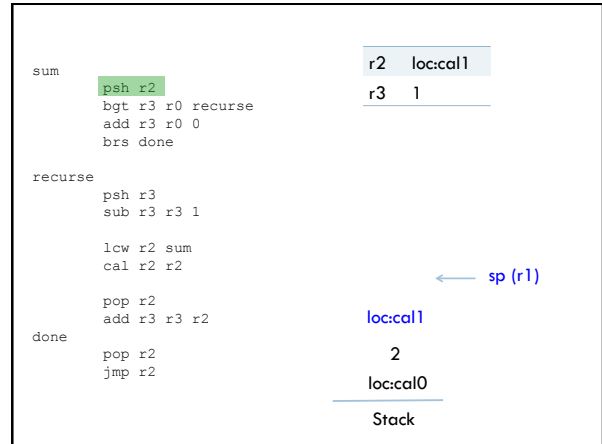 sum
psh r2
bgt r3 r0 recurse
add r3 r0 0
brs done
recurse
psh r3
sub r3 r3 1
lcw r2 sum
cal r2 r2
pop r2
add r3 r3 r2
done
pop r2
jmp r2
r2 loc:cal1
r3 1
sp (r1)
loc:cal1
2
loc:cal0
Stack